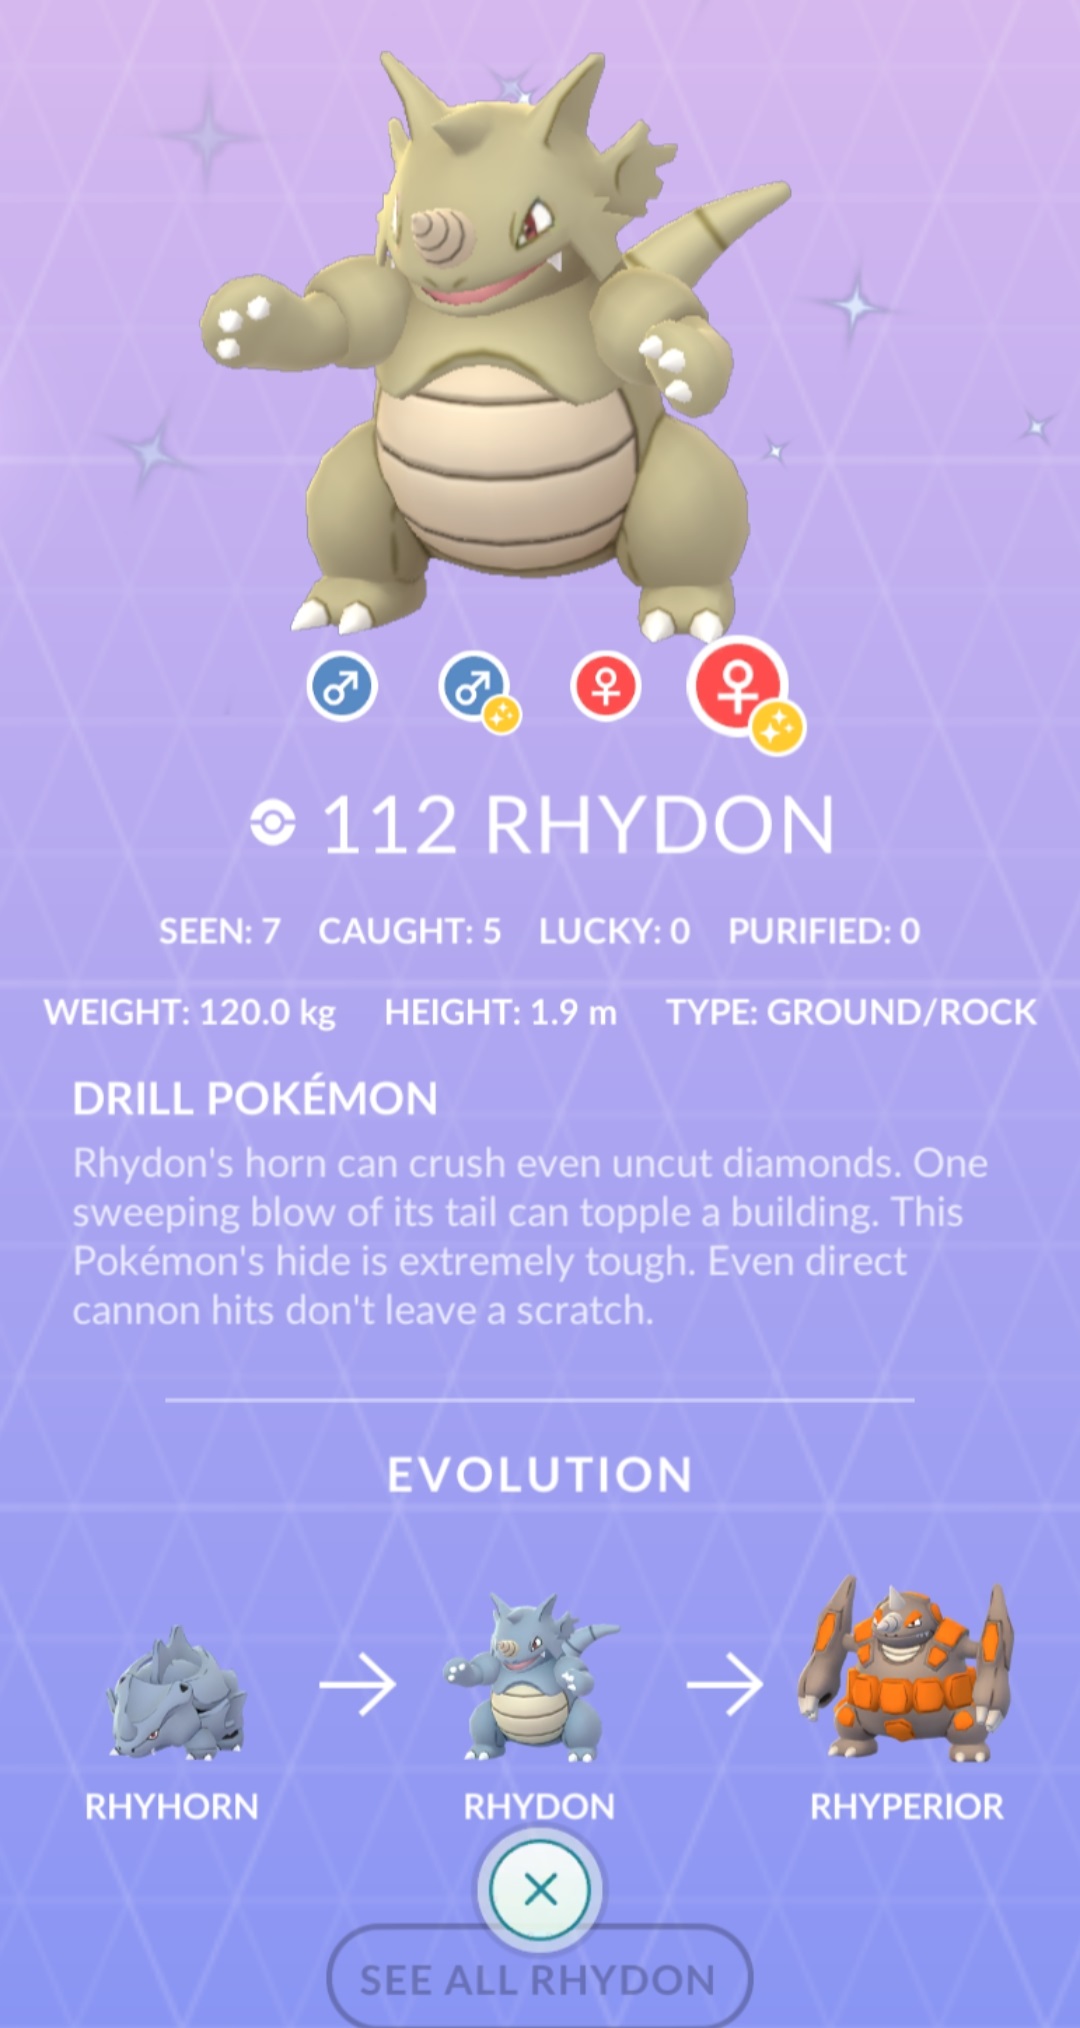 112 RHYDON
SEEN: 7 CAUGHT: 5 LUCKY: 0 PURIFIED: 0
WEIGHT: 120.0 kg HEIGHT: 1.9 m TYPE: GROUND/ROCK
DRILL POKÉMON
Rhydon's horn can crush even uncut diamonds. One
sweeping blow of its tail can topple a building. This
Pokémon's hide is extremely tough. Even direct
cannon hits don't leave a scratch.
EVOLUTION
RHYHORN RHYDON RHYPERIOR
SEE ALL RHYDON